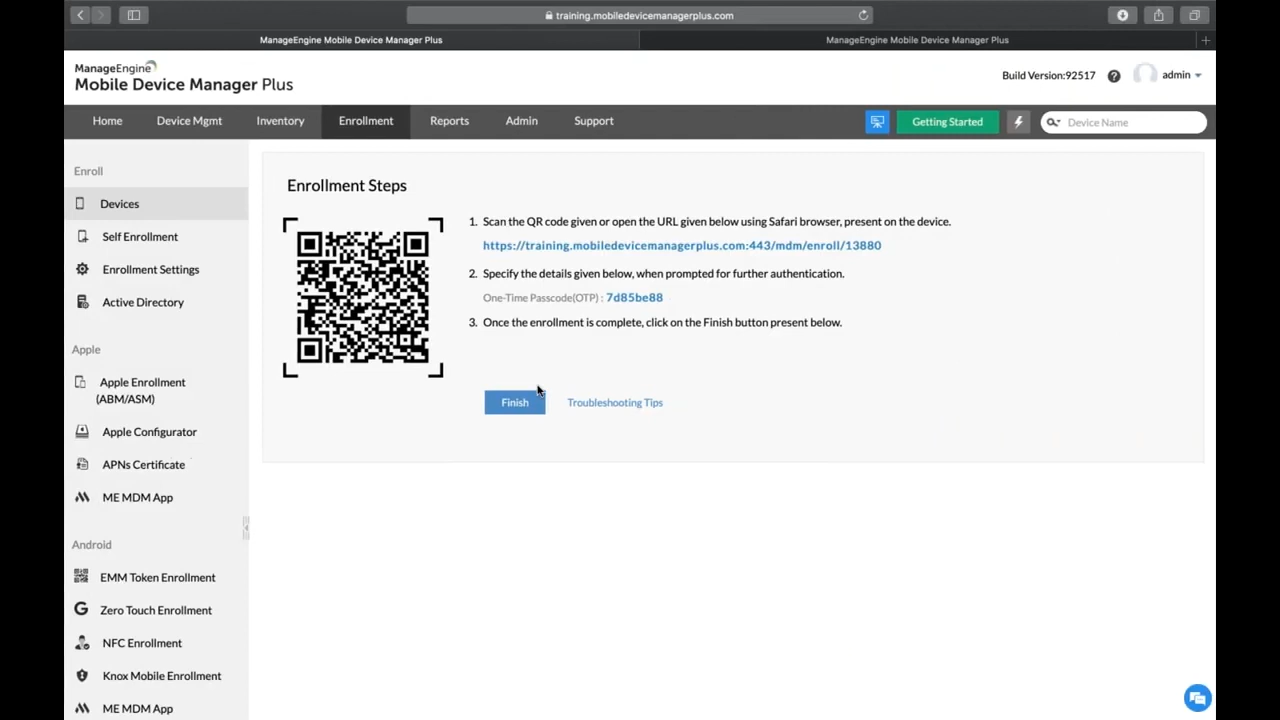 training.mobiledevicemanagerplus.com
ManageEngine Mobile Device Manager Plus
ManageEngine Mobile Device Manager Plus
ManageEngine
Mobile Device Manager Plus
Build Version:92517
admin
Home
Device Mgmt
Inventory
Enrollment
Reports
Admin
Support
Getting Started
Device Name
Enroll
Devices
Self Enrollment
Enrollment Settings
Active Directory
Apple
Apple Enrollment
(ABM/ASM)
Apple Configurator
APNs Certificate
ME MDM App
Android
EMM Token Enrollment
Zero Touch Enrollment
NFC Enrollment
Knox Mobile Enrollment
ME MDM App
Enrollment Steps
1. Scan the QR code given or open the URL given below using Safari browser, present on the device.
https://training.mobiledevicemanagerplus.com:443/mdm/enroll/13880
2. Specify the details given below, when prompted for further authentication.
One-Time Passcode(OTP) : 7d85be88
3. Once the enrollment is complete, click on the Finish button present below.
Finish
Troubleshooting Tips